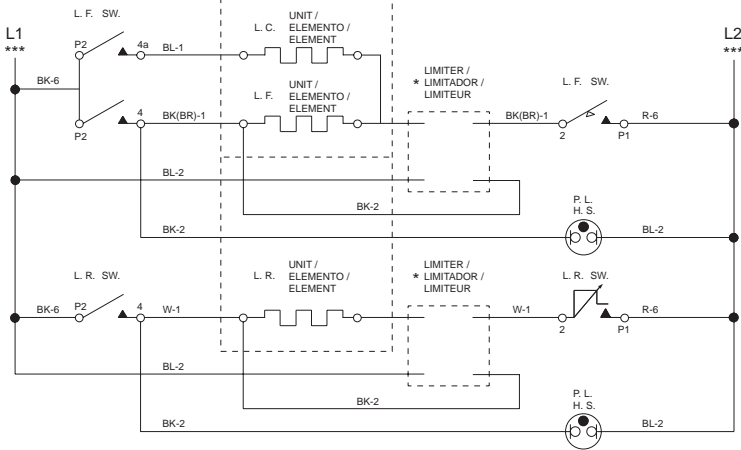 L. F. SW.
UNIT /
ELEMENTO /
ELEMENT
L. C.
L1
***
P2
4a
BL-1
L2
***
BK-6
UNIT /
ELEMENTO /
ELEMENT
L. F.
LIMITER /
* LIMITADOR /
LIMITEUR
L. F. SW.
P2
4
BK(BR)-1
BK(BR)-1
2
P1
R-6
BL-2
BK-2
P. L.
H. S.
BK-2
BL-2
L. R. SW.
UNIT /
ELEMENTO /
ELEMENT
L. R.
LIMITER /
* LIMITADOR /
LIMITEUR
L. R. SW.
BK-6
P2
4
W-1
W-1
2
P1
R-6
BL-2
BK-2
P. L.
H. S.
BK-2
BL-2